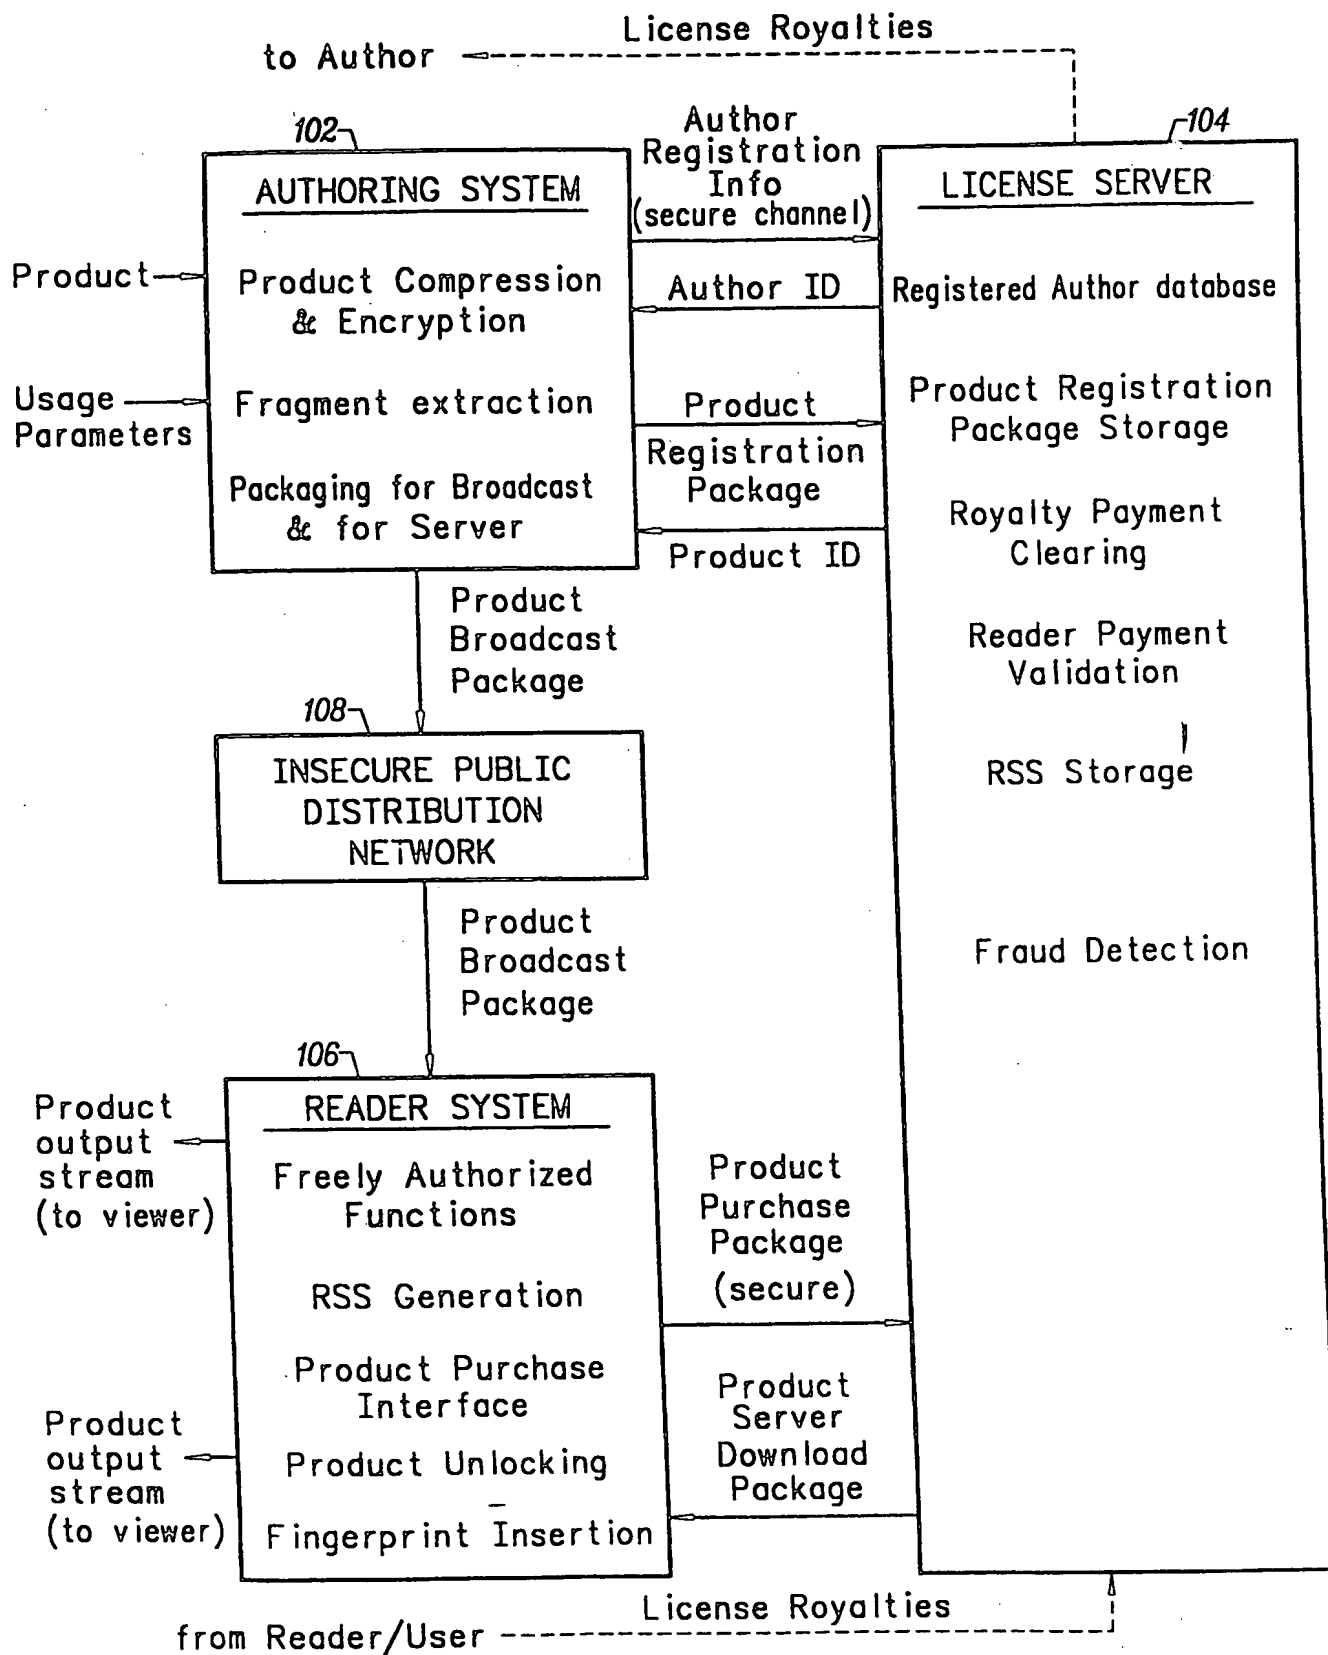 License Royalties
to Author
102
Author
Registration
Info
(secure channel)
104
AUTHORING SYSTEM
LICENSE SERVER
Product
Product Compression
& Encryption
Author ID
Registered Author database
Usage
Parameters
Fragment extraction
Product
Registration
Package
Product Registration
Package Storage
Packaging for Broadcast
& for Server
Product ID
Royalty Payment
Clearing
Product
Broadcast
Package
Reader Payment
Validation
108
INSECURE PUBLIC
DISTRIBUTION
NETWORK
RSS Storage
Product
Broadcast
Package
Fraud Detection
106
READER SYSTEM
Product
output
stream
(to viewer)
Freely Authorized
Functions
Product
Purchase
Package
(secure)
RSS Generation
Product Purchase
Interface
Product
Server
Download
Package
Product
output
stream
(to viewer)
Product Unlocking
Fingerprint Insertion
License Royalties
from Reader/User